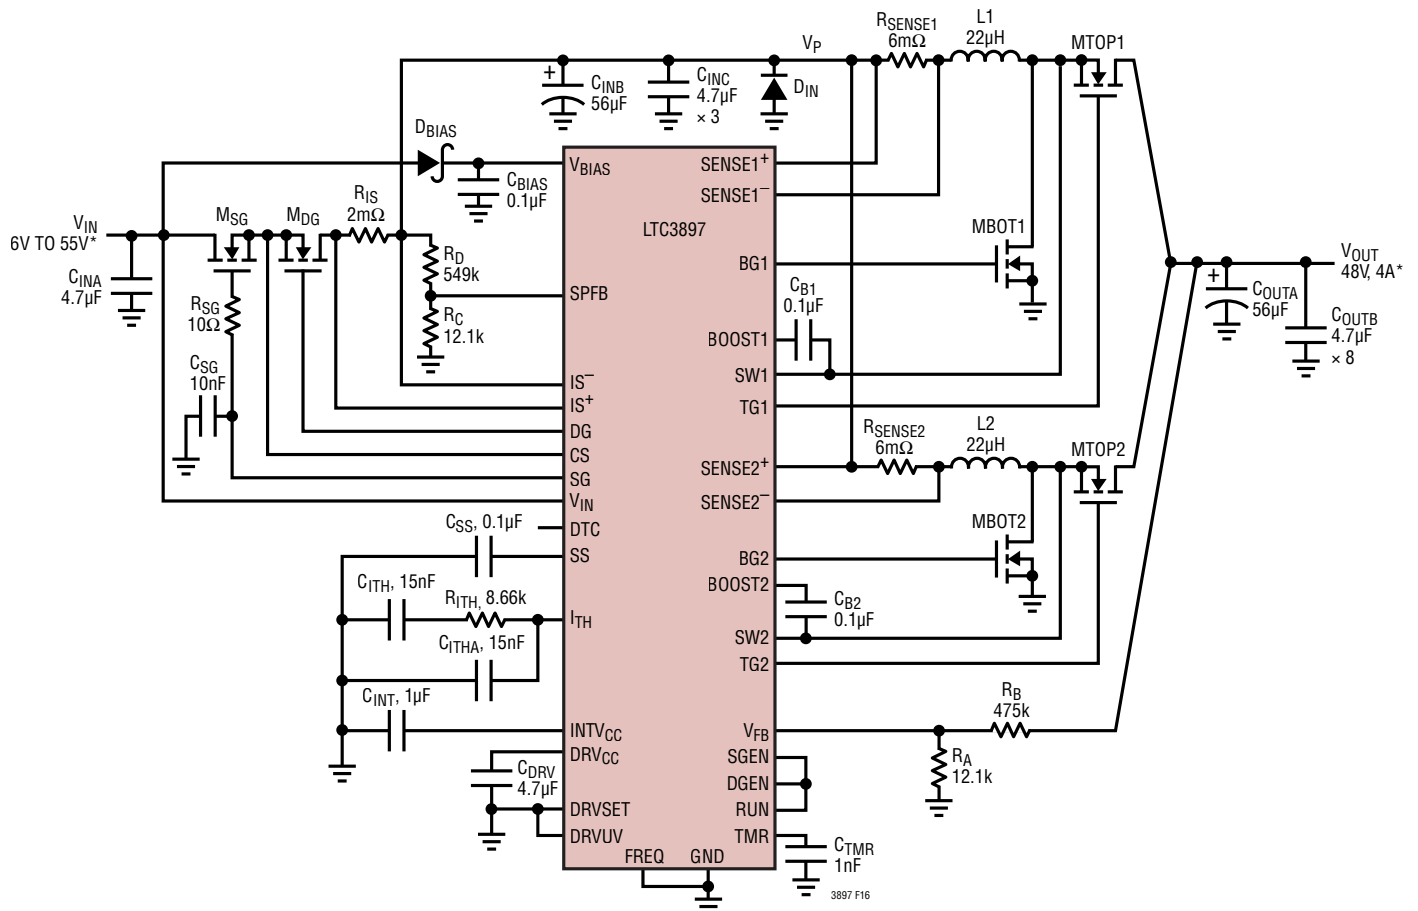 RSENSE1
6mΩ
L1
22µH
VP
MTOP1
+
CINB
56µF
CINC
4.7µF
× 3
DIN
DBIAS
CBIAS
0.1µF
VBIAS
SENSE1+
SENSE1–
LTC3897
RIS
2mΩ
MSG
MDG
VIN
6V TO 55V*
CINA
4.7µF
RD
549k
SPFB
RC
12.1k
RSG
10Ω
CSG
10nF
MBOT1
BG1
CB1
0.1µF
BOOST1
SW1
TG1
VOUT
48V, 4A*
+
COUTA
56µF
COUTB
4.7µF
× 8
IS–
IS+
DG
CS
SG
VIN
DTC
SS
RSENSE2
6mΩ
L2
22µH
MTOP2
SENSE2+
SENSE2–
MBOT2
BG2
BOOST2
CB2
0.1µF
SW2
TG2
CSS, 0.1µF
CITH, 15nF
RITH, 8.66k
ITH
CITHA, 15nF
CINT, 1µF
INTVCC
DRVCC
CDRV
4.7µF
DRVSET
DRVUV
FREQ
GND
RB
475k
VFB
RA
12.1k
SGEN
DGEN
RUN
TMR
CTMR
1nF
3897 F16